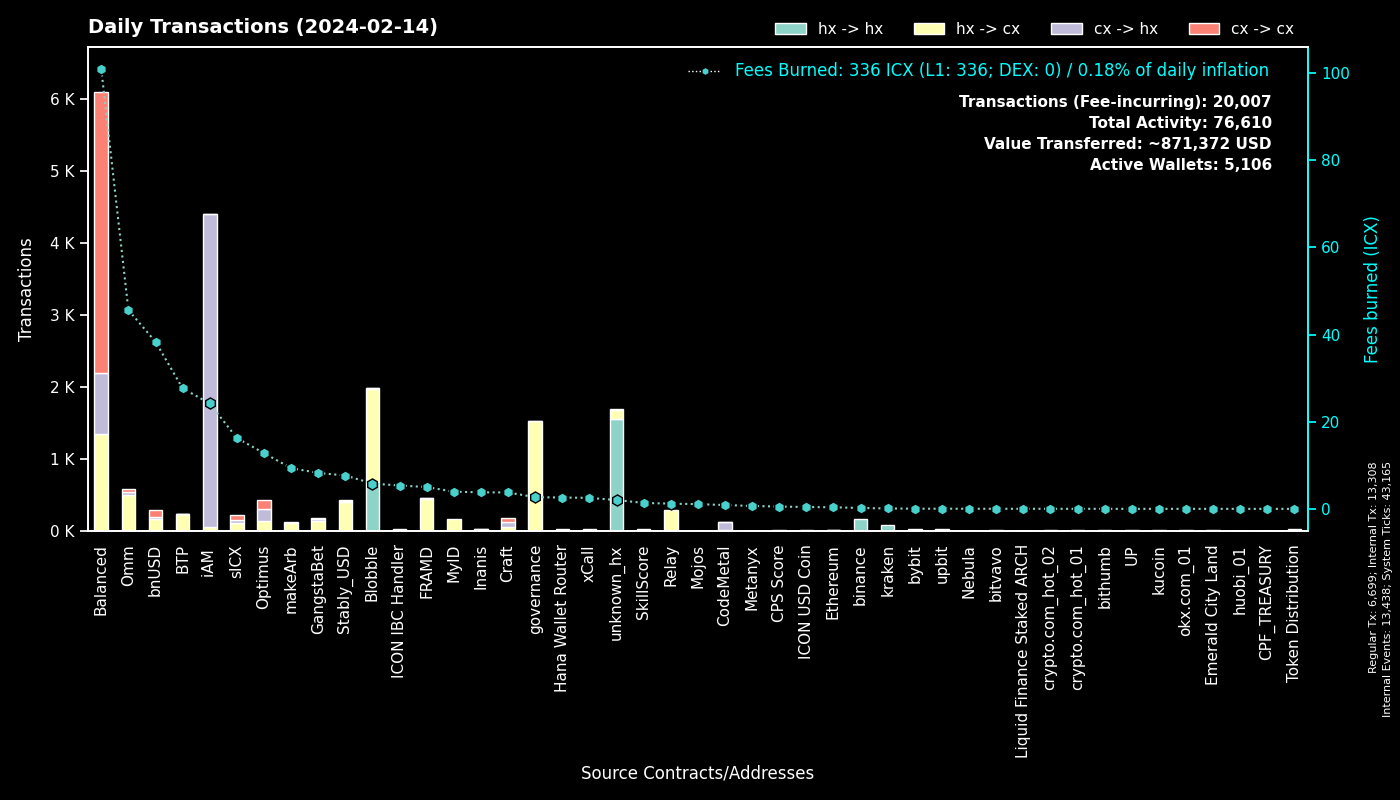 Daily Transactions (2024-02-14)
hx -> hx
hx -> cx
cx -> hx
cx -> cx
Fees Burned: 336 ICX (L1: 336; DEX: 0) / 0.18% of daily inflation
Transactions (Fee-incurring): 20,007
Total Activity: 76,610
Value Transferred: ~871,372 USD
Active Wallets: 5,106
Transactions
6 K
5 K
4 K
3 K
2 K
1 K
0 K
100
80
60
40
20
0
Fees burned (ICX)
Balanced
Omm
bnUSD
BTP
iAM
sICX
Optimus
makeArb
GangstaBet
Stably_USD
Blobble
ICON IBC Handler
FRAMD
MyID
Inanis
Craft
governance
Hana Wallet Router
xCall
unknown_hx
SkillScore
Relay
Mojos
CodeMetal
Metanyx
CPS Score
ICON USD Coin
Ethereum
binance
kraken
bybit
upbit
Nebula
bitvavo
Liquid Finance Staked ARCH
crypto.com_hot_02
crypto.com_hot_01
bithumb
UP
kucoin
okx.com_01
Emerald City Land
huobi_01
CPF_TREASURY
Token Distribution
Source Contracts/Addresses
Regular Tx: 6,699; Internal Tx: 13,308
Internal Events: 13,438; System Ticks: 43,165